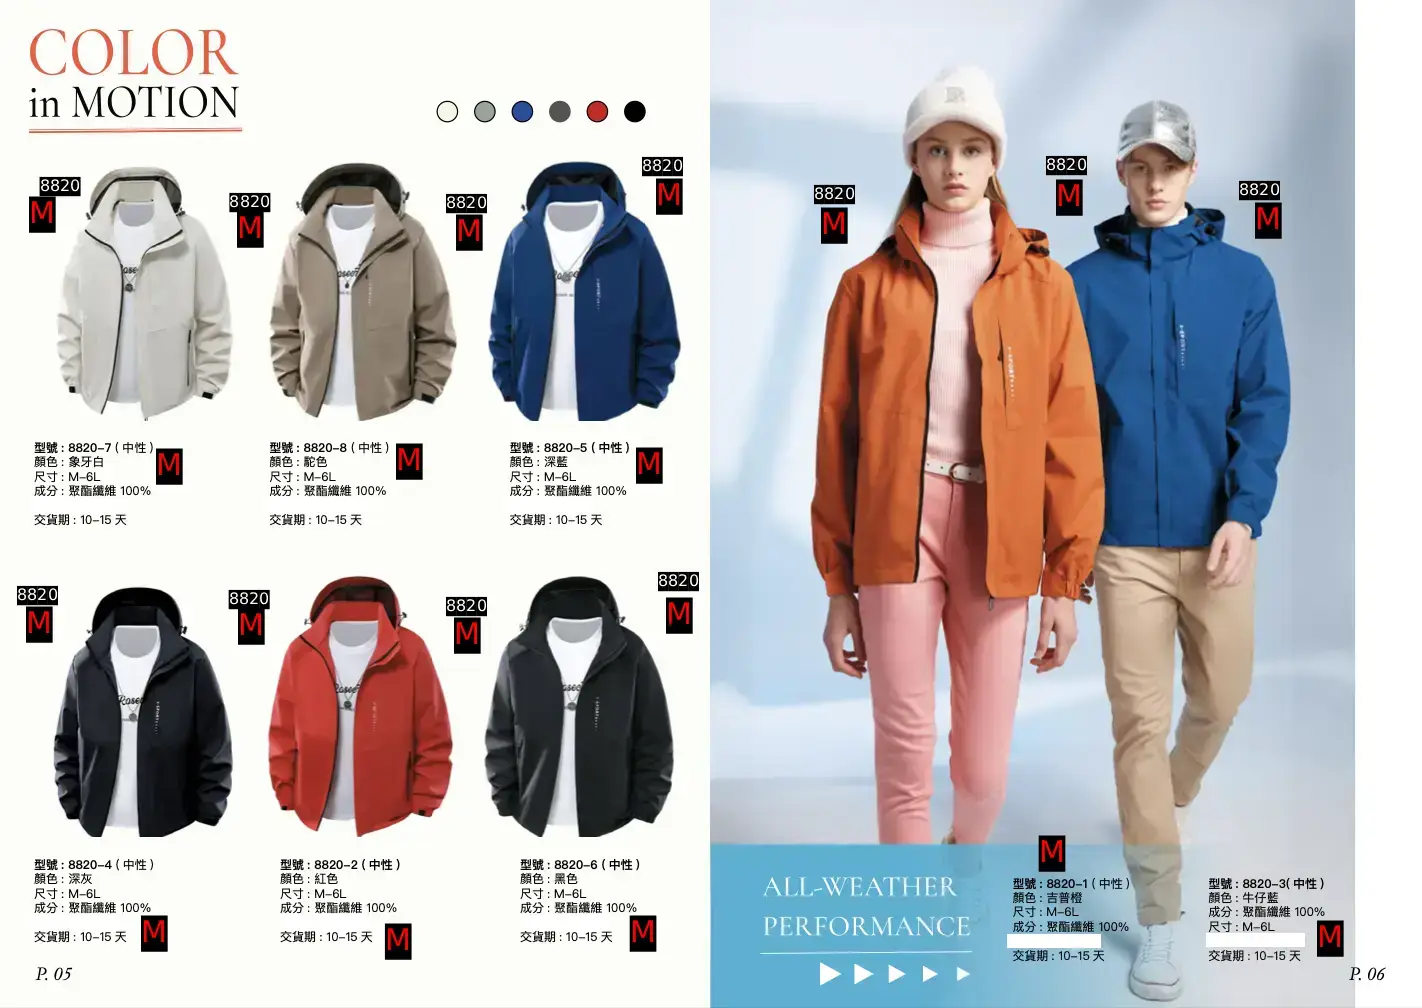 COLOR
in MOTION
8820
M
8820
M
8820
M
8820
M
型號 : 8820-7 ( 中性 )
顏色 : 象牙白
尺寸 : M-6L
成分 : 聚酯纖維 100%
交貨期 : 10-15 天
M
型號 : 8820-8 ( 中性 )
顏色 : 駝色
尺寸 : M-6L
成分 : 聚酯纖維 100%
交貨期 : 10-15 天
M
型號 : 8820-5 ( 中性 )
顏色 : 深藍
尺寸 : M-6L
成分 : 聚酯纖維 100%
交貨期 : 10-15 天
M
8820
M
8820
M
8820
M
8820
M
型號 : 8820-4 ( 中性 )
顏色 : 深灰
尺寸 : M-6L
成分 : 聚酯纖維 100%
交貨期 : 10-15 天
M
型號 : 8820-2 ( 中性 )
顏色 : 紅色
尺寸 : M-6L
成分 : 聚酯纖維 100%
交貨期 : 10-15 天
M
型號 : 8820-6 ( 中性 )
顏色 : 黑色
尺寸 : M-6L
成分 : 聚酯纖維 100%
交貨期 : 10-15 天
M
P. 05
8820
M
8820
M
8820
M
R
ALL-WEATHER
PERFORMANCE
M
型號 : 8820-1 ( 中性 )
顏色 : 吉普橙
尺寸 : M-6L
成分 : 聚酯纖維 100%
交貨期 : 10-15 天
型號 : 8820-3( 中性 )
顏色 : 牛仔藍
成分 : 聚酯纖維 100%
尺寸 : M-6L
交貨期 : 10-15 天
M
P. 06